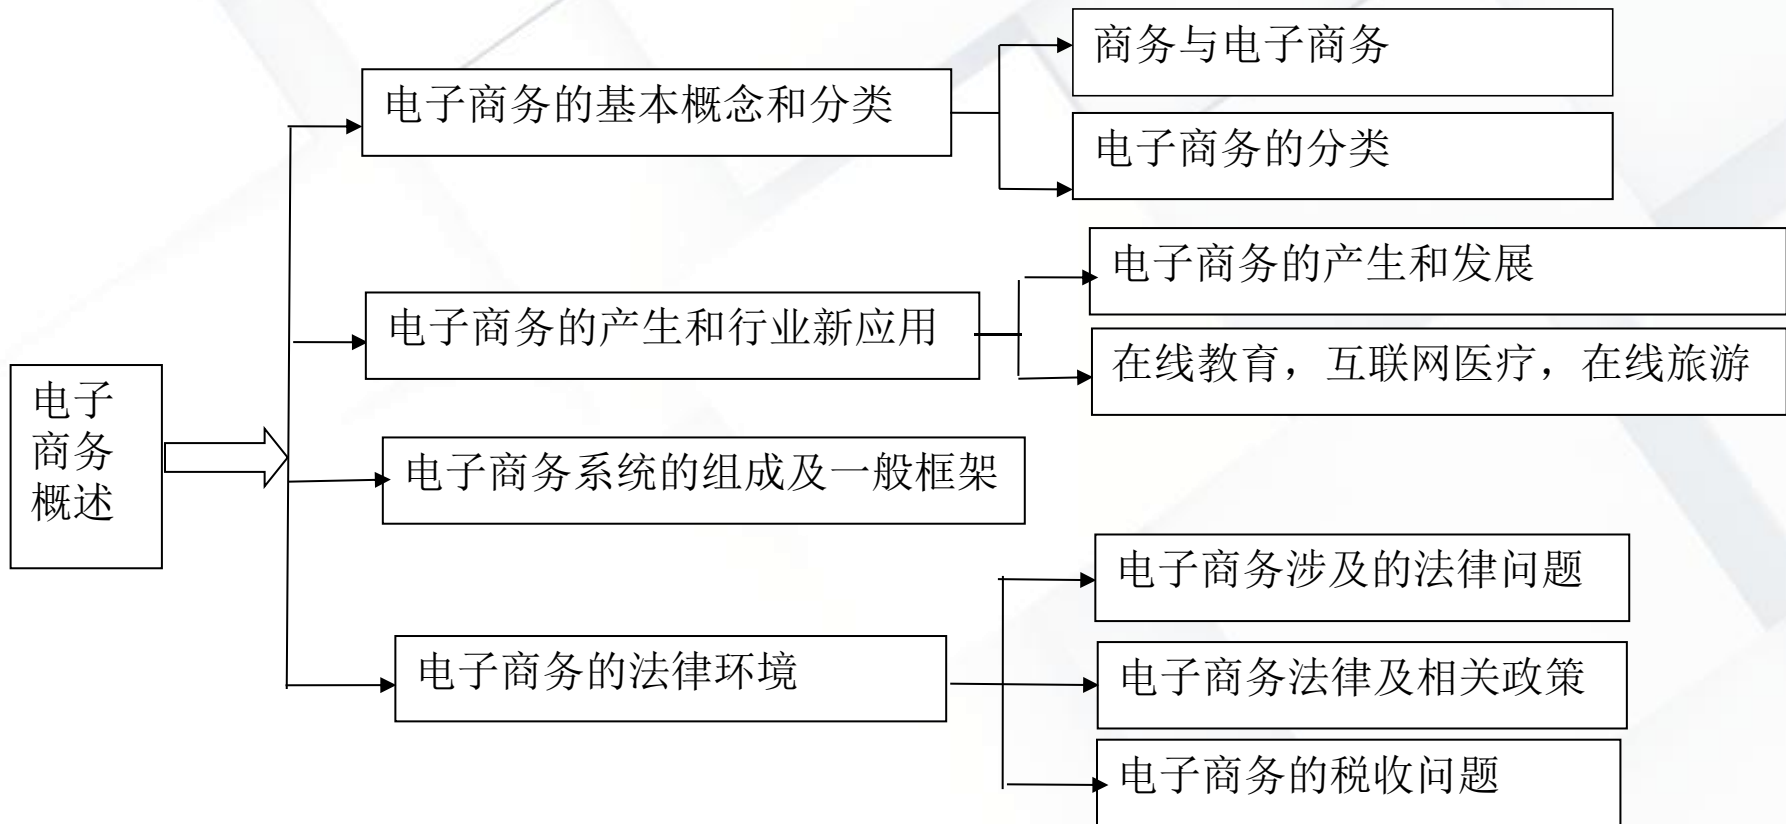 电子
商务
概述
电子商务的基本概念和分类
商务与电子商务
电子商务的分类
电子商务的产生和行业新应用
电子商务的产生和发展
在线教育，互联网医疗，在线旅游
电子商务系统的组成及一般框架
电子商务的法律环境
电子商务涉及的法律问题
电子商务法律及相关政策
电子商务的税收问题